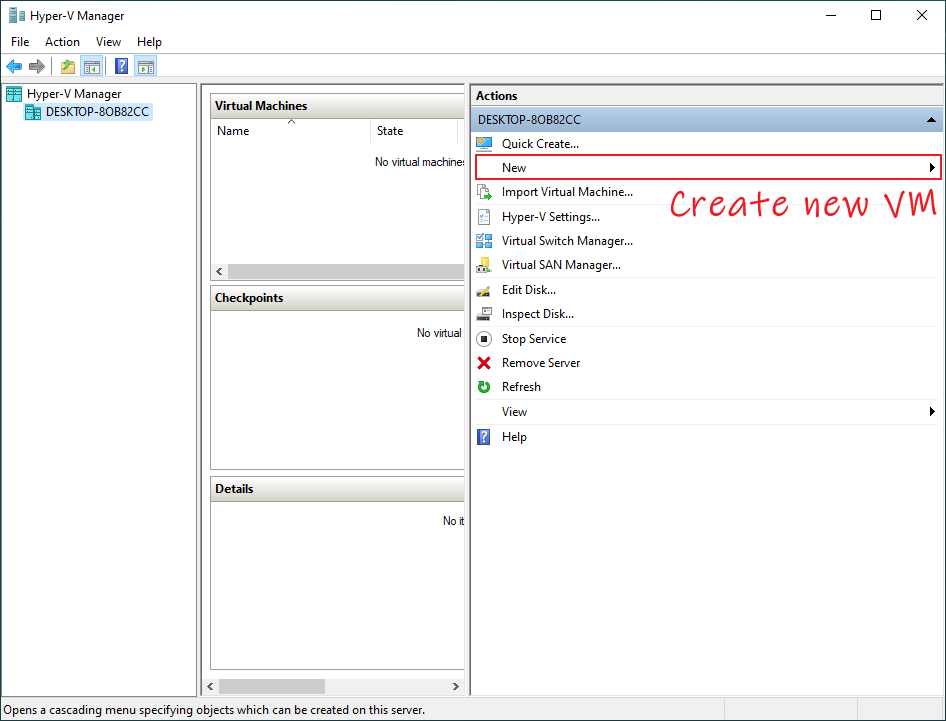 Hyper-V Manager
File Action View Help
Hyper-V Manager
DESKTOP-8OB82CC
Virtual Machines
Name State
No virtual machines
Checkpoints
No virtual
Details
No it
Actions
DESKTOP-8OB82CC
Quick Create...
New
Create new VM
Import Virtual Machine...
Hyper-V Settings...
Virtual Switch Manager...
Virtual SAN Manager...
Edit Disk...
Inspect Disk...
Stop Service
Remove Server
Refresh
View
Help
Opens a cascading menu specifying objects which can be created on this server.